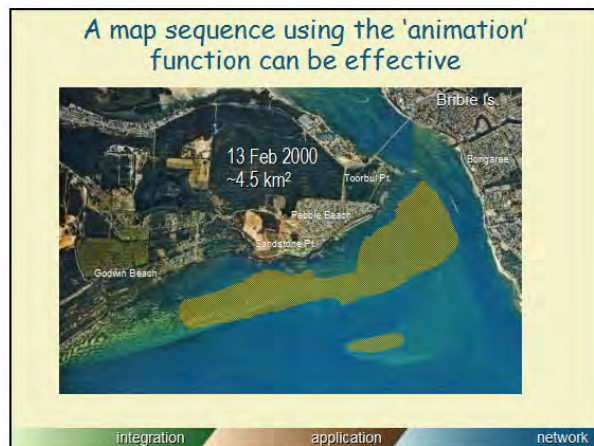 A map sequence using the 'animation'
function can be effective
Bribie Is.
13 Feb 2000
~4.5 km²
Toorbul Pt.
Bongaree
Pebble Beach
Sandstone Pt.
Godwin Beach
integration application network